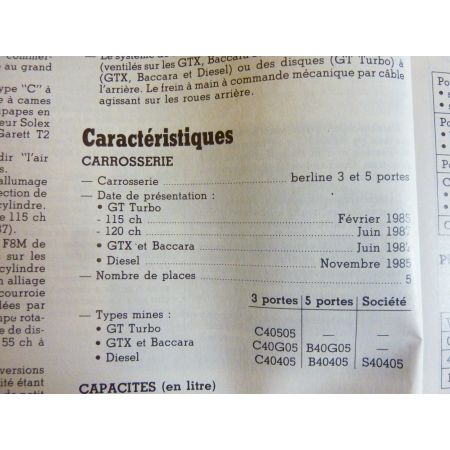 commer-
au grand
ype "C" à
e à cames
upapes en
eur Solex
Garett T2
dir "l'air
s.
allumage
ection de
cylindre.
e 115 ch
87).
F8M de
sur les
cylindre
n alliage
courroie
lées par
mpe rota-
e de dis-
55 ch à
versions
ité étant
(ventilés sur les GTX, Baccara
(GTX, Baccara et Diesel) ou des disques (GT Turbo) à
l'arrière. Le frein à main à commande mécanique par câble
agissant sur les roues arrière.
Caractéristiques
CARROSSERIE
— Carrosserie berline 3 et 5 portes
— Date de présentation :
• GT Turbo
- 115 ch Février 1985
- 120 ch Juin 1987
• GTX et Baccara Juin 1987
• Diesel Novembre 1985
— Nombre de places 5
3 portes 5 portes Société
— Types mines :
• GT Turbo C40505 — —
• GTX et Baccara C40G05 B40G05 —
• Diesel C40405 B40405 S40405
CAPACITES (en litre)